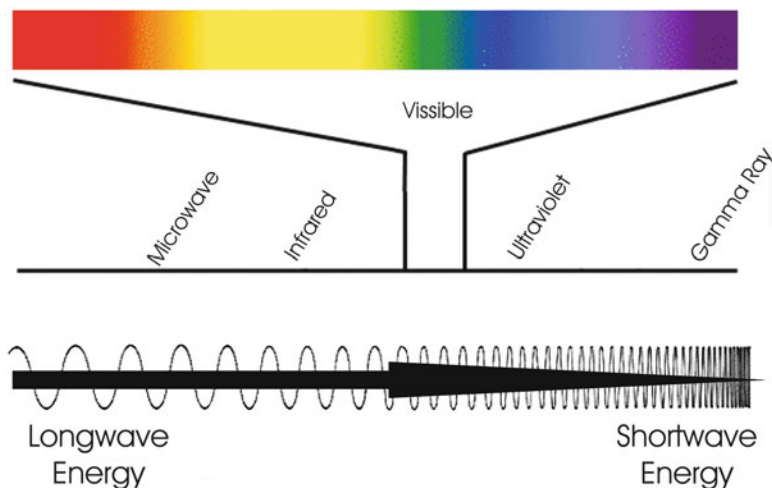 Vissible
Microwave
Infrared
Ultraviolet
Gamma Ray
Longwave
Energy
Shortwave
Energy